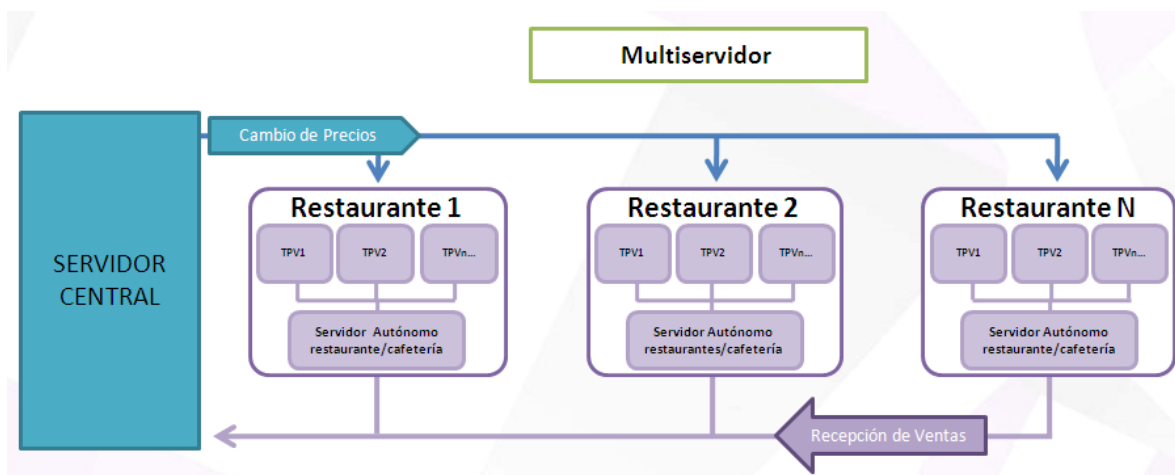 Multiservidor
Cambio de Precios
SERVIDOR
CENTRAL
Restaurante 1
TPV1
TPV2
TPVn...
Servidor Autónomo
restaurante/cafetería
Restaurante 2
TPV1
TPV2
TPVn...
Servidor Autónomo
restaurantes/cafetería
Restaurante N
TPV1
TPV2
TPVn...
Servidor Autónomo
restaurante/cafetería
Recepción de Ventas